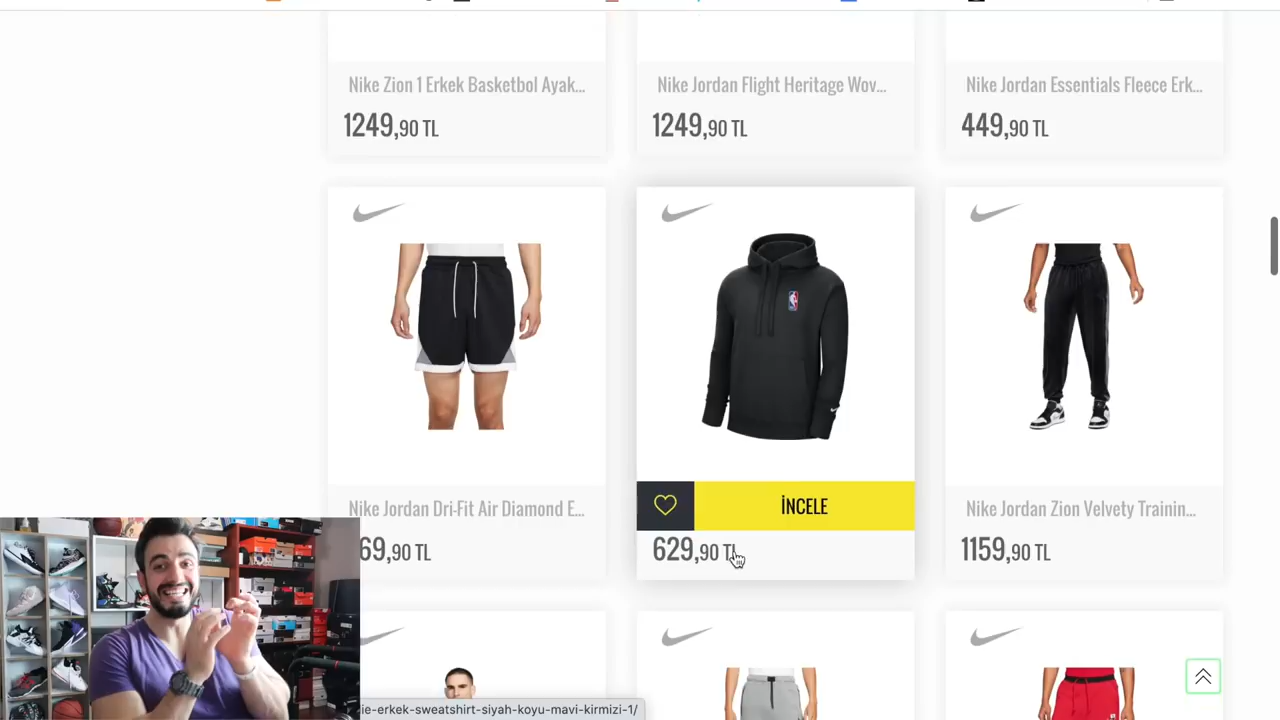 Nike Zion 1 Erkek Basketbol Ayak...
Nike Jordan Flight Heritage Wov...
Nike Jordan Essentials Fleece Erk...
1249,90 TL
1249,90 TL
449,90 TL
Nike Jordan Dri-Fit Air Diamond E...
İNCELE
Nike Jordan Zion Velvety Trainin...
69,90 TL
629,90 TL
1159,90 TL
ie-erkek-sweatshirt-siyah-koyu-mavi-kirmizi-1/